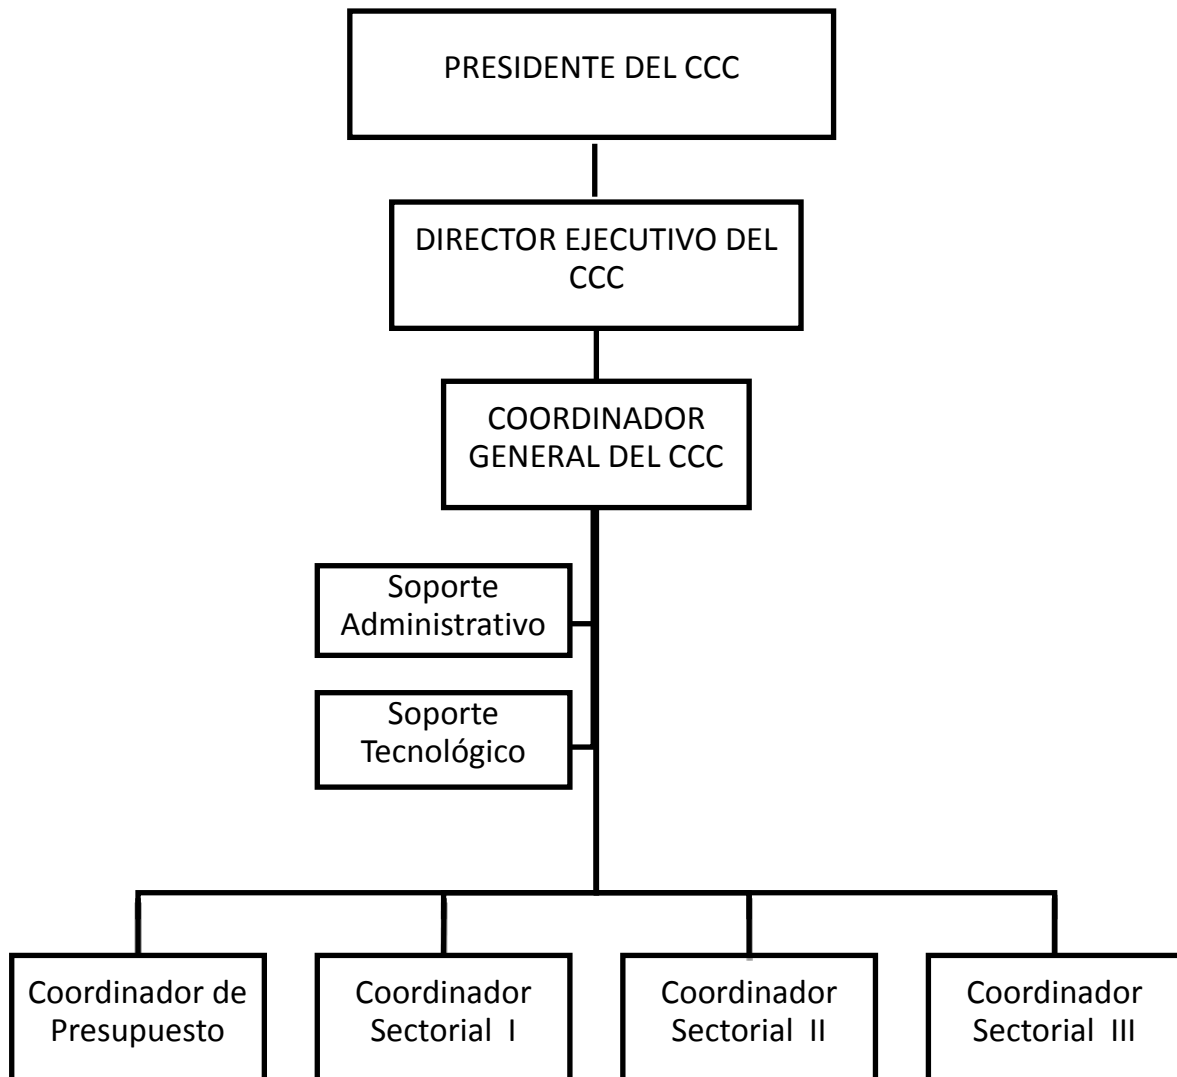 PRESIDENTE DEL CCC
DIRECTOR EJECUTIVO DEL
CCC
COORDINADOR
GENERAL DEL CCC
Soporte
Administrativo
Soporte
Tecnológico
Coordinador de
Presupuesto
Coordinador
Sectorial I
Coordinador
Sectorial II
Coordinador
Sectorial III